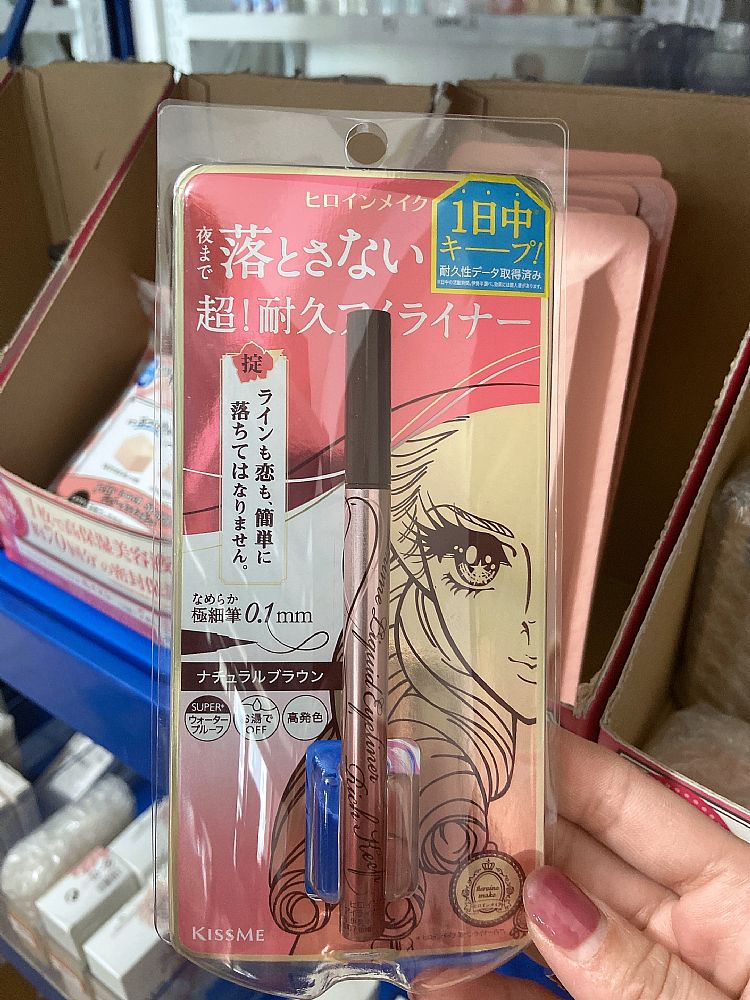 ヒロインメイク
1日中
キープ!
耐久性データ取得済み
夜まで
落とさない
超!耐久アイライナー
掟
ラインも恋も、簡単に
落ちてはなりません。
なめらか
極細筆0.1mm
ナチュラルブラウン
SUPER*
ウォーター
プルーフ
お湯で
OFF
高発色
Prime Liquid Eyeliner
Rich Keep
heroine
make
KISSME